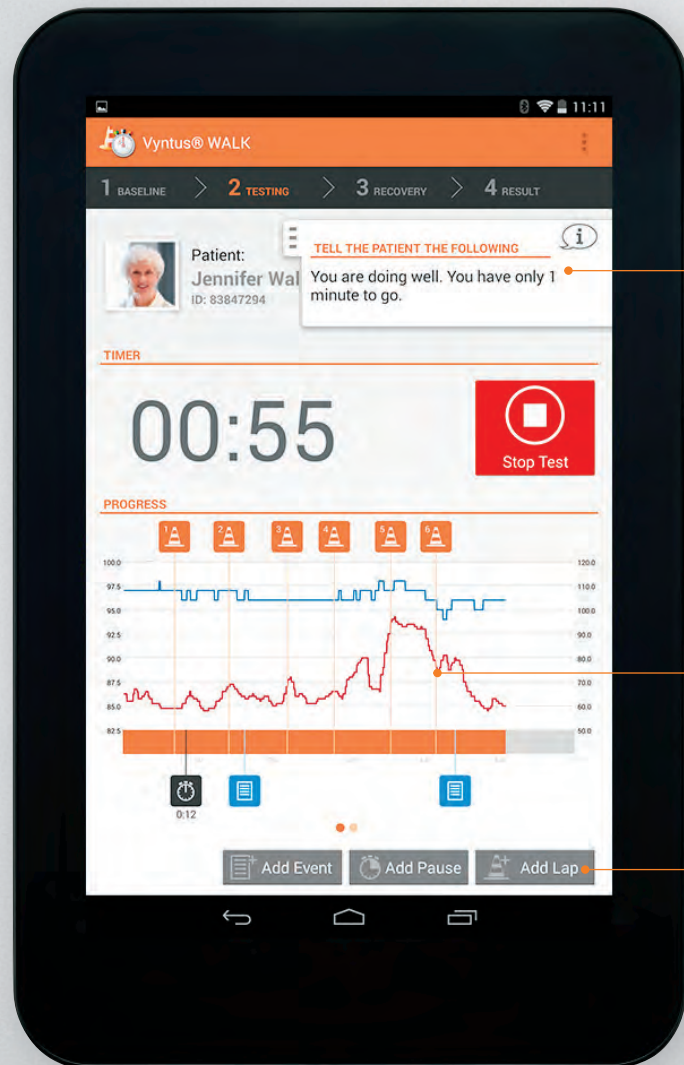 11:11
Vyntus® WALK
1 BASELINE 2 TESTING 3 RECOVERY 4 RESULT
Patient:
Jennifer Wal
ID: 83847294
TELL THE PATIENT THE FOLLOWING
i
You are doing well. You have only 1
minute to go.
TIMER
00:55
Stop Test
PROGRESS
1 2 3 4 5 6
100.0 120.0
97.5 110.0
95.0 100.0
92.5 90.0
90.0 80.0
87.5 70.0
85.0 60.0
82.5 50.0
0:12
Add Event Add Pause Add Lap